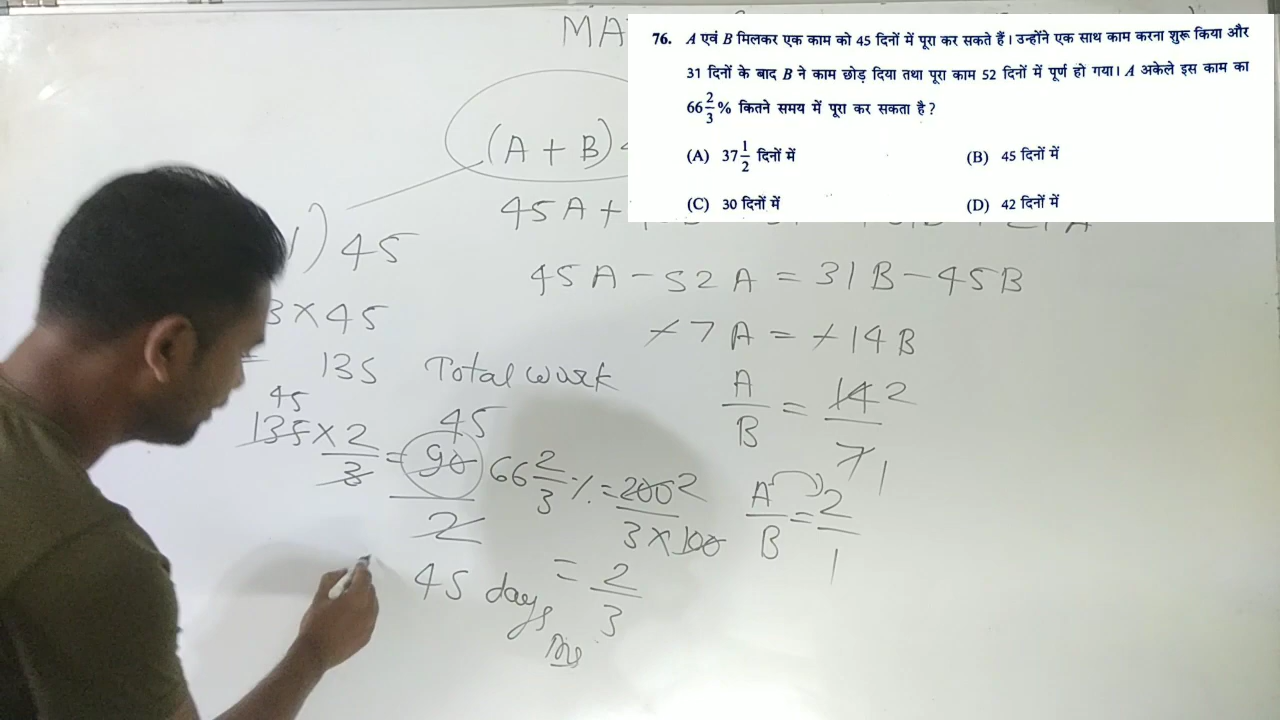 MA
76. A एवं B मिलकर एक काम को 45 दिनों में पूरा कर सकते हैं। उन्होंने एक साथ काम करना शुरू किया और
31 दिनों के बाद B ने काम छोड़ दिया तथा पूरा काम 52 दिनों में पूर्ण हो गया। A अकेले इस काम का
66 2/3 % कितने समय में पूरा कर सकता है ?
(A) 37 1/2 दिनों में (B) 45 दिनों में
(C) 30 दिनों में (D) 42 दिनों में
(A + B)
45A +
) 45
45A - 52A = 31B - 45B
3 × 45
-7A = -14B
135 Total work
A/B = 14 2/7 1
45
135 × 2/3 = 90/2 45
66 2/3 % = 200 2/3 × 100
A/B = 2/1
= 2/3
45 days
Ans